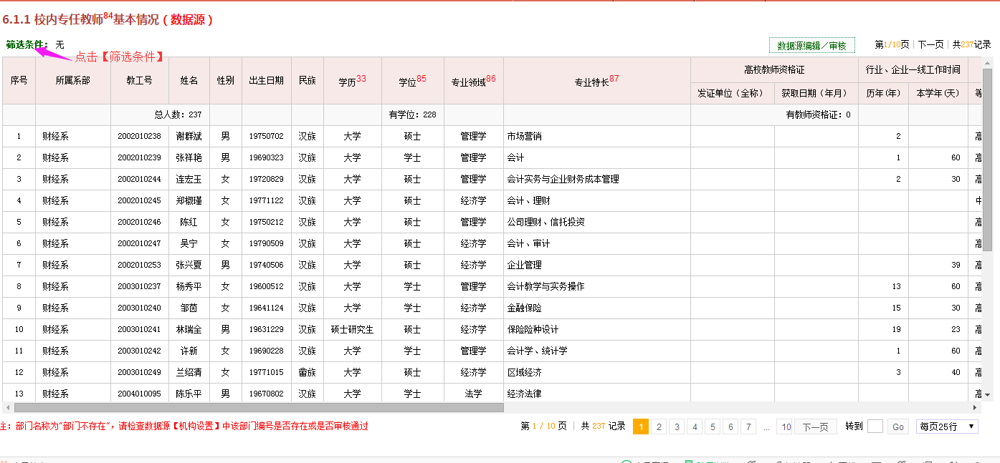 6.1.1 校内专任教师84基本情况（数据源）
筛选条件： 无
点击【筛选条件】
数据源编辑／审核 第1/10页 下一页 共237记录
序号 所属系部 教工号 姓名 性别 出生日期 民族 学历33 学位85 专业领域86 专业特长87 高校教师资格证 行业、企业一线工作时间
发证单位（全称） 获取日期（年月） 历年(年) 本学年(天) 等
总人数：237 有学位：228 有教师资格证：0
1 财经系 2002010238 谢群斌 男 19750702 汉族 大学 硕士 管理学 市场营销 2 高
2 财经系 2002010239 张祥艳 男 19690323 汉族 大学 学士 管理学 会计 1 60 高
3 财经系 2002010244 连宏玉 女 19720829 汉族 大学 硕士 管理学 会计实务与企业财务成本管理 2 30 高
4 财经系 2002010245 郑椒瑾 女 19771122 汉族 大学 硕士 经济学 会计、理财 中
5 财经系 2002010246 陈红 女 19750212 汉族 大学 硕士 管理学 公司理财、信托投资 高
6 财经系 2002010247 吴宁 女 19790509 汉族 大学 硕士 经济学 会计、审计 高
7 财经系 2002010253 张兴夏 男 19740506 汉族 大学 硕士 经济学 企业管理 39 高
8 财经系 2003010237 杨秀平 女 19600512 汉族 大学 学士 管理学 会计教学与实务操作 13 60 高
9 财经系 2003010240 邹茵 女 19641124 汉族 大学 学士 经济学 金融保险 15 30 高
10 财经系 2003010241 林瑞全 男 19631229 汉族 硕士研究生 硕士 经济学 保险险种设计 19 23 高
11 财经系 2003010242 许新 女 19690228 汉族 大学 学士 管理学 会计学、统计学 1 60 高
12 财经系 2003010249 兰绍清 女 19771015 畲族 大学 硕士 经济学 区域经济 3 40 高
13 财经系 2004010095 陈乐平 男 19670802 汉族 大学 学士 法学 经济法律 高
注：部门名称为"部门不存在"，请检查数据源【机构设置】中该部门编号是否存在或是否审核通过
第 1 / 10 页 共 237 记录 1 2 3 4 5 6 7 ... 10 下一页 转到 Go 每页25行